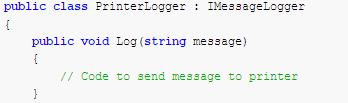 public class PrinterLogger : IMessageLogger
{
    public void Log(string message)
    {
        // Code to send message to printer
    }